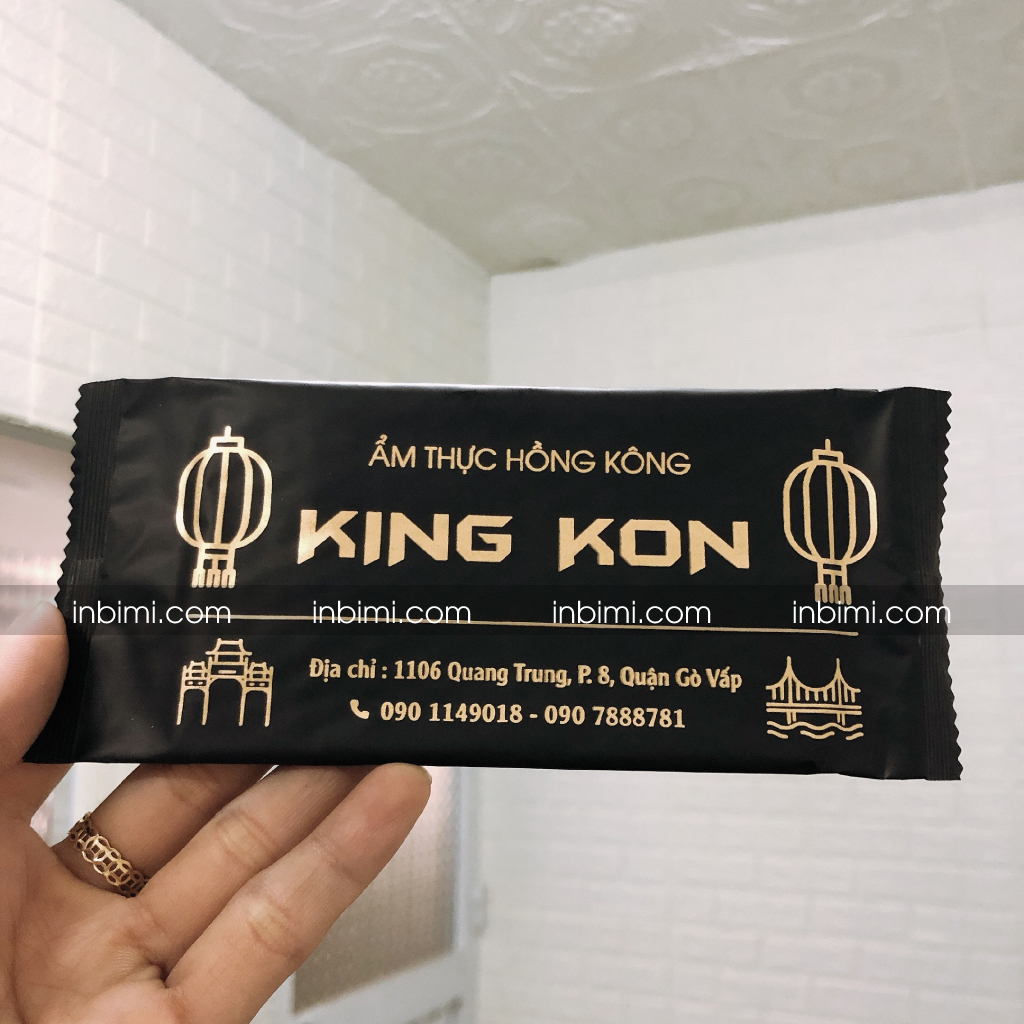 ẨM THỰC HỒNG KÔNG
KING KON
inbimi.com inbimi.com inbimi.com inbimi.com
Địa chỉ : 1106 Quang Trung, P. 8, Quận Gò Vấp
090 1149018 - 090 7888781